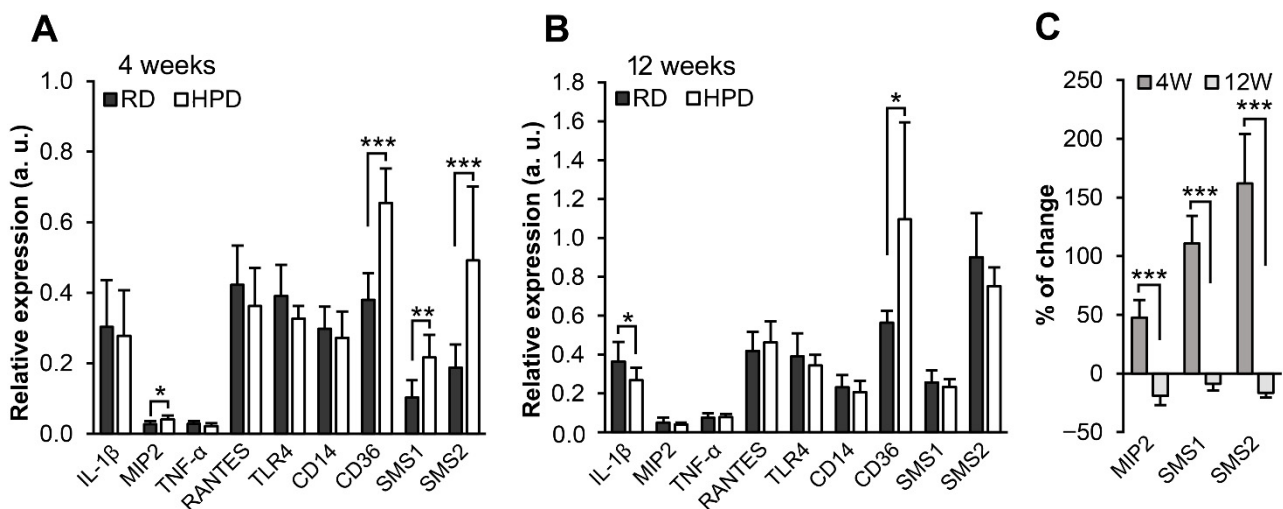 A
4 weeks
RD HPD
Relative expression (a. u.)
1.0
0.8
0.6
0.4
0.2
0.0
*
***
**
***
IL-1β
MIP2
TNF-α
RANTES
TLR4
CD14
CD36
SMS1
SMS2
B
12 weeks
RD HPD
Relative expression (a. u.)
1.8
1.6
1.4
1.2
1.0
0.8
0.6
0.4
0.2
0.0
*
*
IL-1β
MIP2
TNF-α
RANTES
TLR4
CD14
CD36
SMS1
SMS2
C
4W 12W
% of change
250
200
150
100
50
0
−50
***
***
***
MIP2
SMS1
SMS2